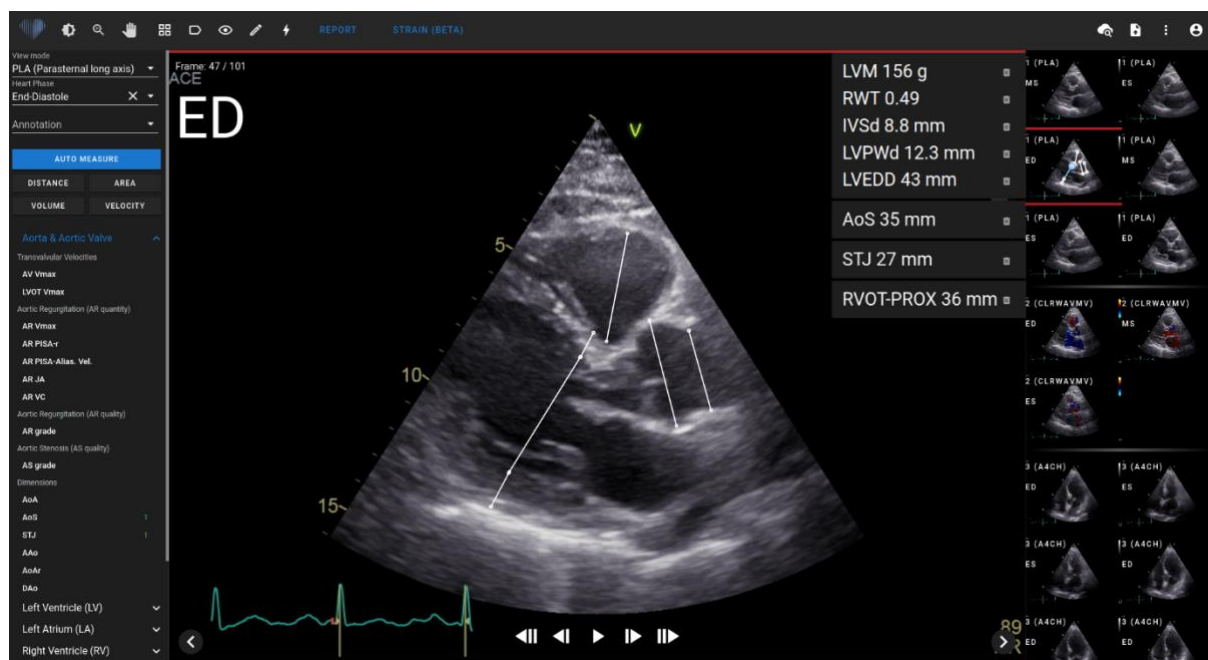 REPORT
STRAIN (BETA)
View mode
PLA (Parasternal long axis)
Heart Phase
End-Diastole
Annotation
AUTO MEASURE
DISTANCE
AREA
VOLUME
VELOCITY
Aorta & Aortic Valve
Transvalvular Velocities
AV Vmax
LVOT Vmax
Aortic Regurgitation (AR quantity)
AR Vmax
AR PISA-r
AR PISA-Alias. Vel.
AR JA
AR VC
Aortic Regurgitation (AR quality)
AR grade
Aortic Stenosis (AS quality)
AS grade
Dimensions
AoA
AoS 1
STJ 1
AAo
AoAr
DAo
Left Ventricle (LV)
Left Atrium (LA)
Right Ventricle (RV)
Frame: 47 / 101
ACE
ED
V
5
10
15
LVM 156 g
RWT 0.49
IVSd 8.8 mm
LVPWd 12.3 mm
LVEDD 43 mm
AoS 35 mm
STJ 27 mm
RVOT-PROX 36 mm
89
R
1 (PLA)
MS
1 (PLA)
ES
1 (PLA)
ED
1 (PLA)
MS
1 (PLA)
ES
1 (PLA)
ED
2 (CLRWAVMV)
ED
2 (CLRWAVMV)
MS
2 (CLRWAVMV)
ES
3 (A4CH)
ED
3 (A4CH)
ES
3 (A4CH)
ES
3 (A4CH)
ED
3 (A4CH)
ED
3 (A4CH)
ED